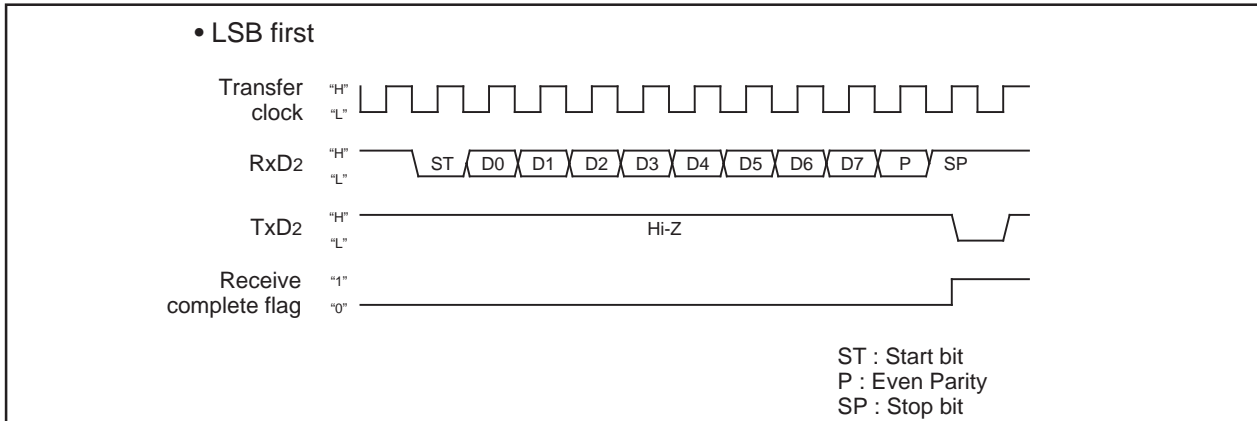 • LSB first
Transfer clock
“H”
“L”
RxD2
“H”
“L”
ST D0 D1 D2 D3 D4 D5 D6 D7 P SP
TxD2
“H”
“L”
Hi-Z
Receive complete flag
“1”
“0”
ST : Start bit
P : Even Parity
SP : Stop bit